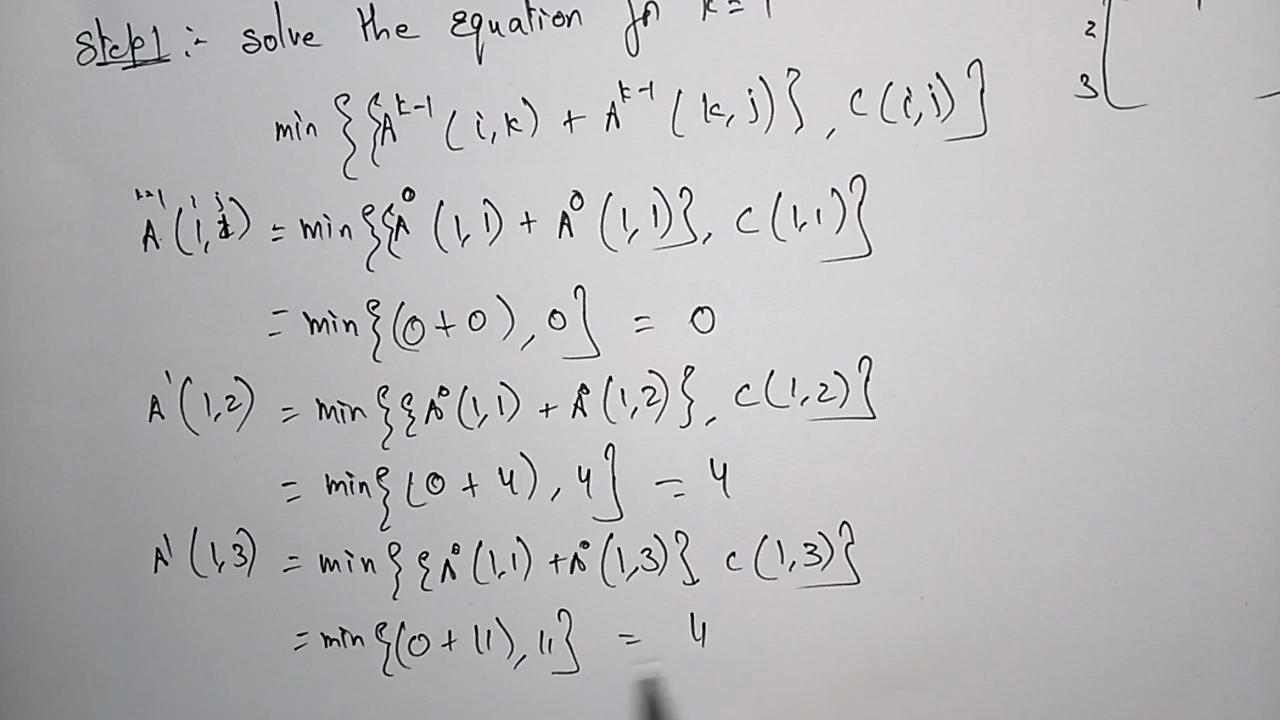 Step1 :- solve the equation for k = 1
min {{A^k-1 (i,k) + A^k-1 (k,j)}, c(i,j)}
2
3
k=1 i j
A (1,1) = min{{A^0 (1,1) + A^0 (1,1)}, c(1,1)}
= min{(0+0), 0} = 0
A^1(1,2) = min{{A^0(1,1) + A^0(1,2)}, c(1,2)}
= min{(0 + 4), 4} = 4
A^1(1,3) = min{{A^0(1,1) + A^0(1,3)} c(1,3)}
= min{(0 + 11), 11} = 4